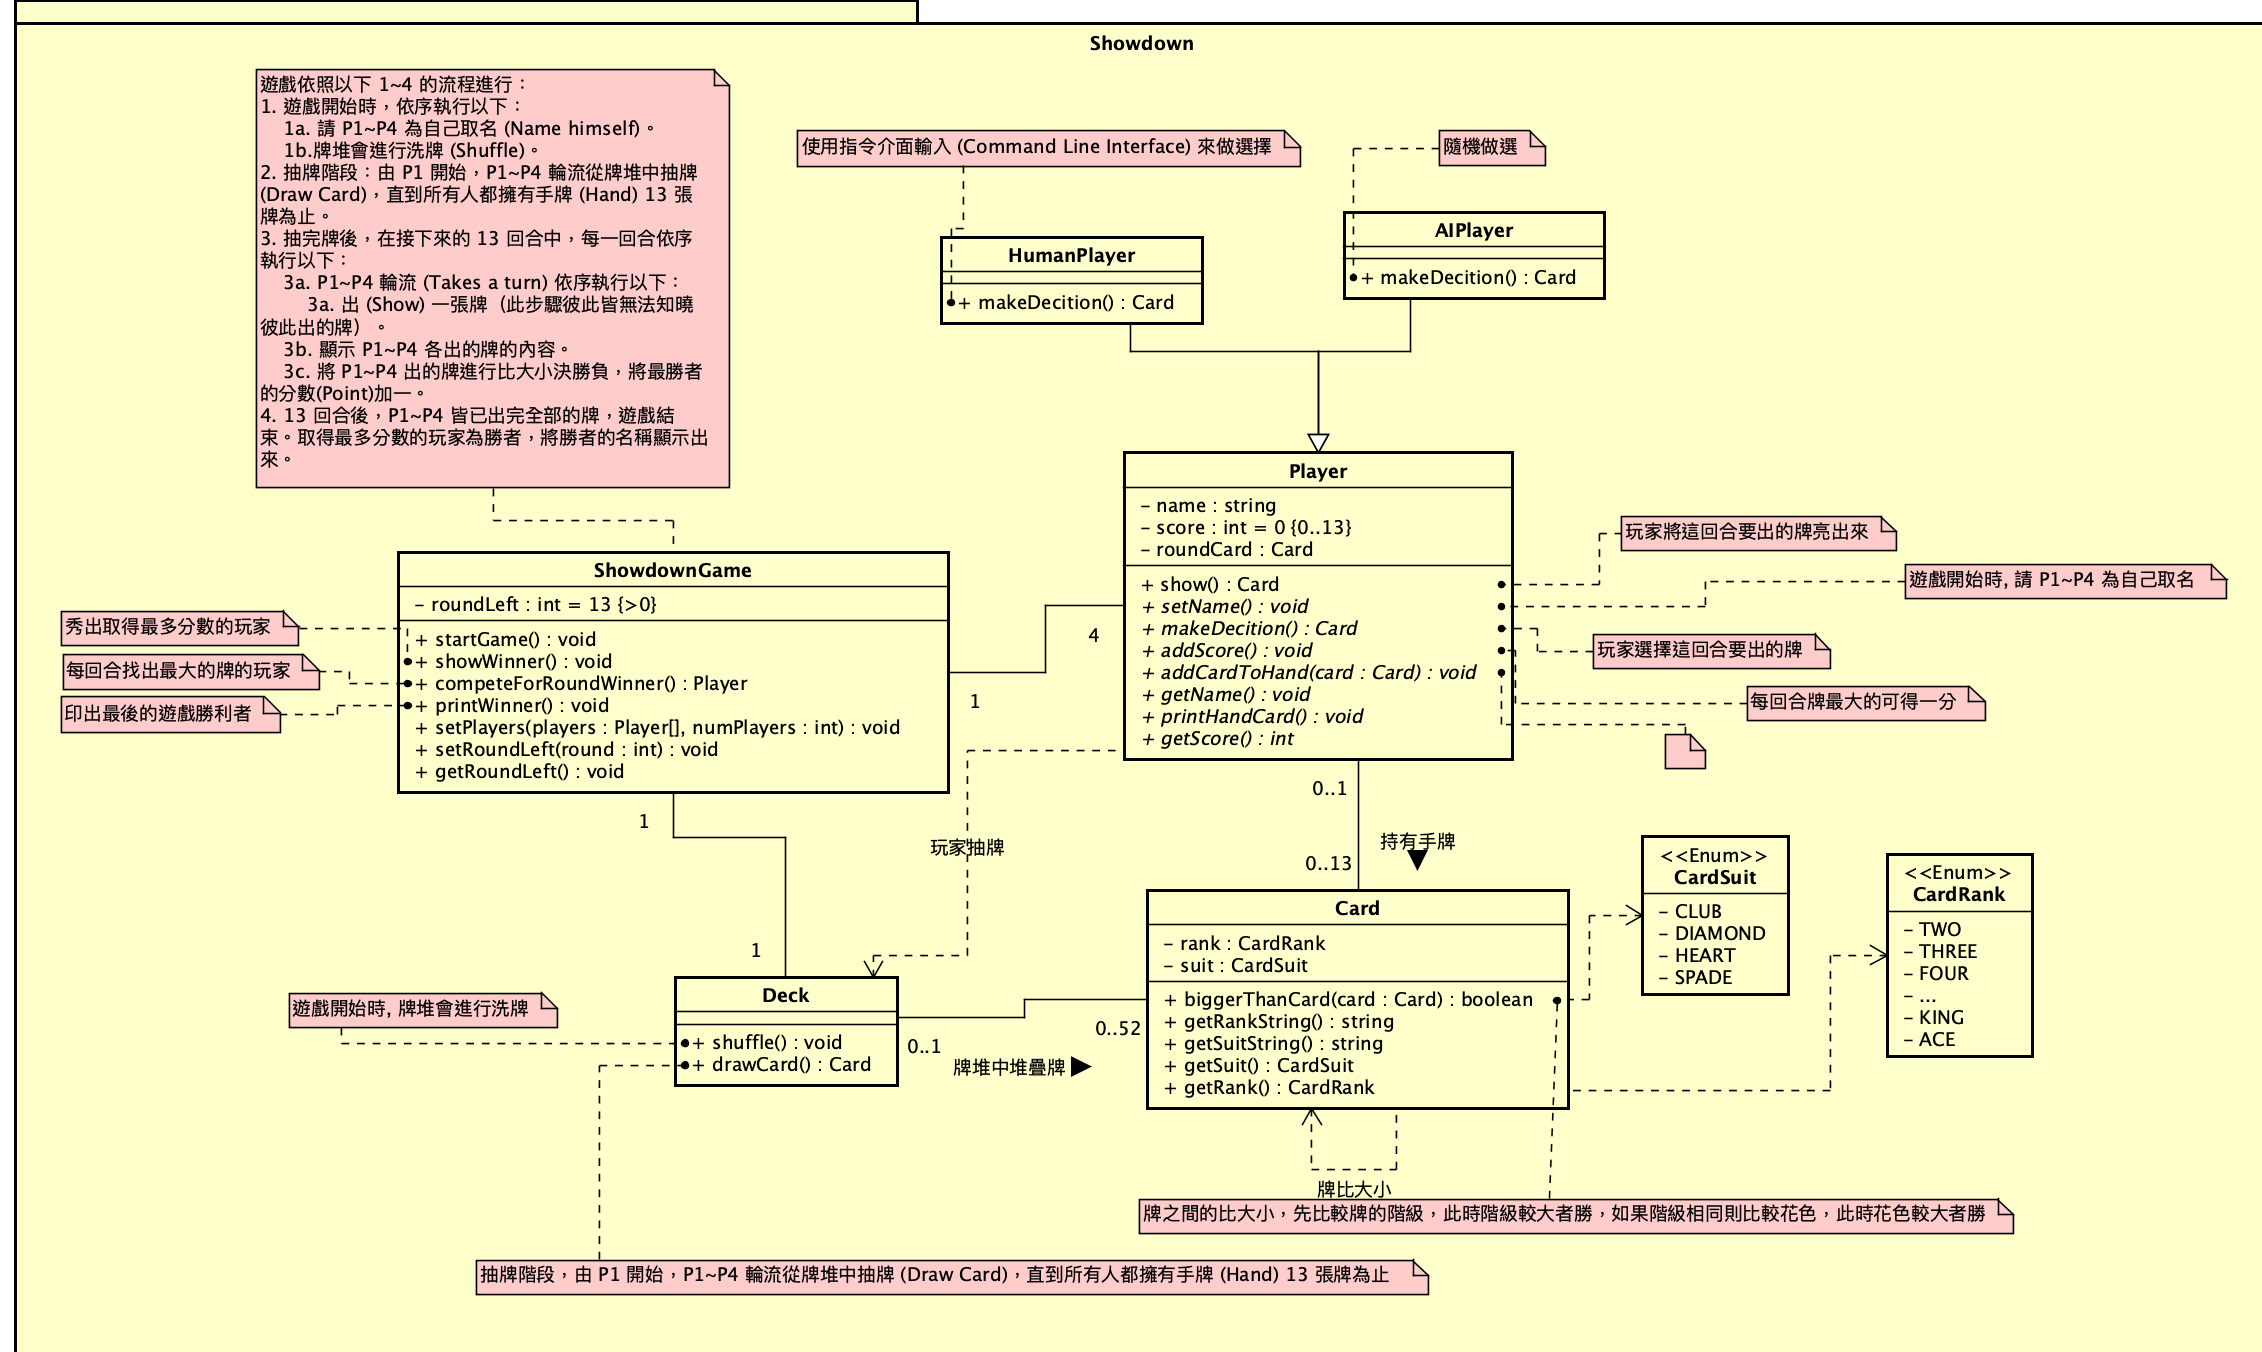 Showdown
遊戲依照以下 1~4 的流程進行：
1. 遊戲開始時，依序執行以下：
1a. 請 P1~P4 為自己取名 (Name himself)。
1b.牌堆會進行洗牌 (Shuffle)。
2. 抽牌階段：由 P1 開始，P1~P4 輪流從牌堆中抽牌
(Draw Card)，直到所有人都擁有手牌 (Hand) 13 張
牌為止。
3. 抽完牌後，在接下來的 13 回合中，每一回合依序
執行以下：
3a. P1~P4 輪流 (Takes a turn) 依序執行以下：
3a. 出 (Show) 一張牌（此步驟彼此皆無法知曉
彼此出的牌）。
3b. 顯示 P1~P4 各出的牌的內容。
3c. 將 P1~P4 出的牌進行比大小決勝負，將最勝者
的分數(Point)加一。
4. 13 回合後，P1~P4 皆已出完全部的牌，遊戲結
束。取得最多分數的玩家為勝者，將勝者的名稱顯示出
來。
使用指令介面輸入 (Command Line Interface) 來做選擇
隨機做選
HumanPlayer
+ makeDecition() : Card
AIPlayer
+ makeDecition() : Card
Player
- name : string
- score : int = 0 {0..13}
- roundCard : Card
+ show() : Card
+ setName() : void
+ makeDecition() : Card
+ addScore() : void
+ addCardToHand(card : Card) : void
+ getName() : void
+ printHandCard() : void
+ getScore() : int
玩家將這回合要出的牌亮出來
遊戲開始時, 請 P1~P4 為自己取名
玩家選擇這回合要出的牌
每回合牌最大的可得一分
ShowdownGame
- roundLeft : int = 13 {>0}
+ startGame() : void
+ showWinner() : void
+ competeForRoundWinner() : Player
+ printWinner() : void
+ setPlayers(players : Player[], numPlayers : int) : void
+ setRoundLeft(round : int) : void
+ getRoundLeft() : void
秀出取得最多分數的玩家
每回合找出最大的牌的玩家
印出最後的遊戲勝利者
4
1
1
1
玩家抽牌
0..1
0..13
持有手牌
<<Enum>>
CardSuit
- CLUB
- DIAMOND
- HEART
- SPADE
<<Enum>>
CardRank
- TWO
- THREE
- FOUR
- ...
- KING
- ACE
Card
- rank : CardRank
- suit : CardSuit
+ biggerThanCard(card : Card) : boolean
+ getRankString() : string
+ getSuitString() : string
+ getSuit() : CardSuit
+ getRank() : CardRank
Deck
+ shuffle() : void
+ drawCard() : Card
遊戲開始時, 牌堆會進行洗牌
0..1
0..52
牌堆中堆疊牌
牌比大小
牌之間的比大小，先比較牌的階級，此時階級較大者勝，如果階級相同則比較花色，此時花色較大者勝
抽牌階段，由 P1 開始，P1~P4 輪流從牌堆中抽牌 (Draw Card)，直到所有人都擁有手牌 (Hand) 13 張牌為止